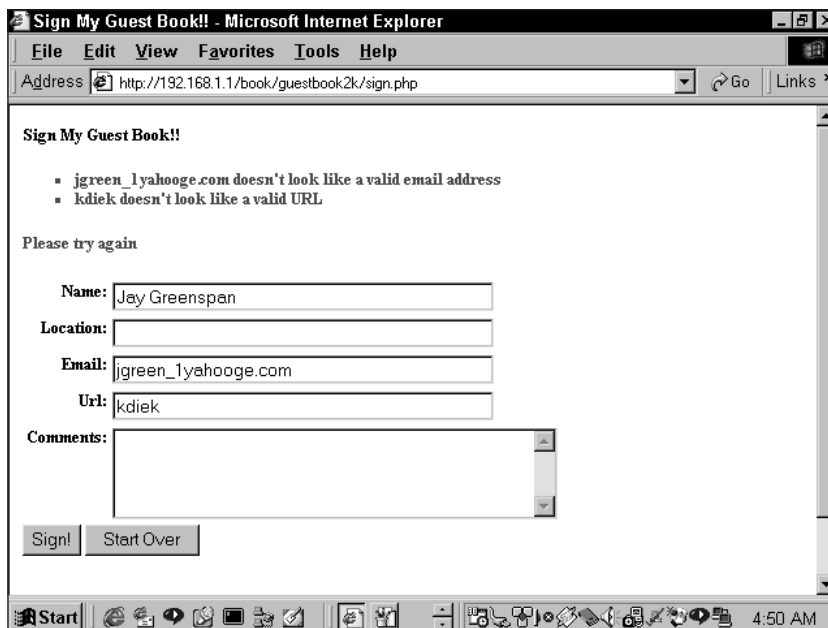 Sign My Guest Book!! - Microsoft Internet Explorer
File Edit View Favorites Tools Help
Address http://192.168.1.1/book/guestbook2k/sign.php Go Links
Sign My Guest Book!!
jgreen_1yahooge.com doesn't look like a valid email address
kdiek doesn't look like a valid URL
Please try again
Name: Jay Greenspan
Location:
Email: jgreen_1yahooge.com
Url: kdiek
Comments:
Sign! Start Over
Start 4:50 AM